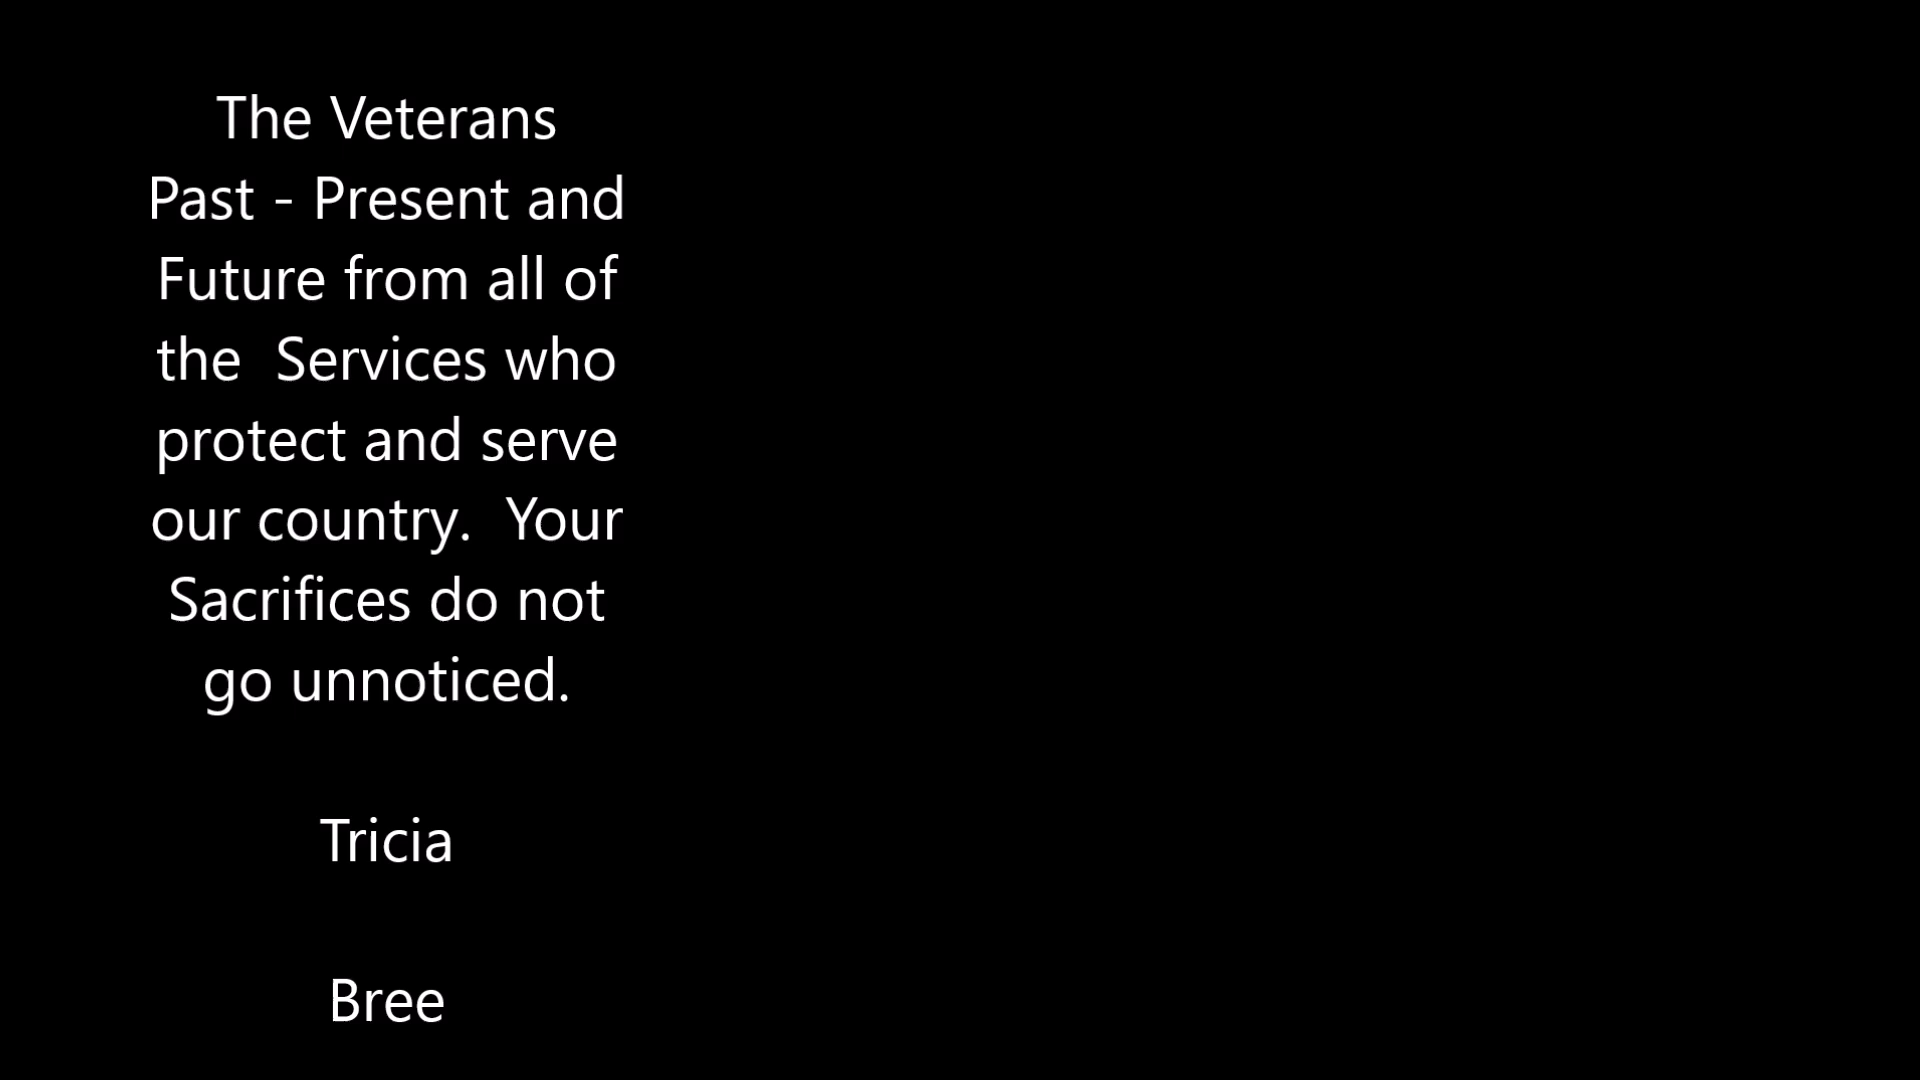 The Veterans
Past - Present and
Future from all of
the  Services who
protect and serve
our country.  Your
Sacrifices do not
go unnoticed.
Tricia
Bree